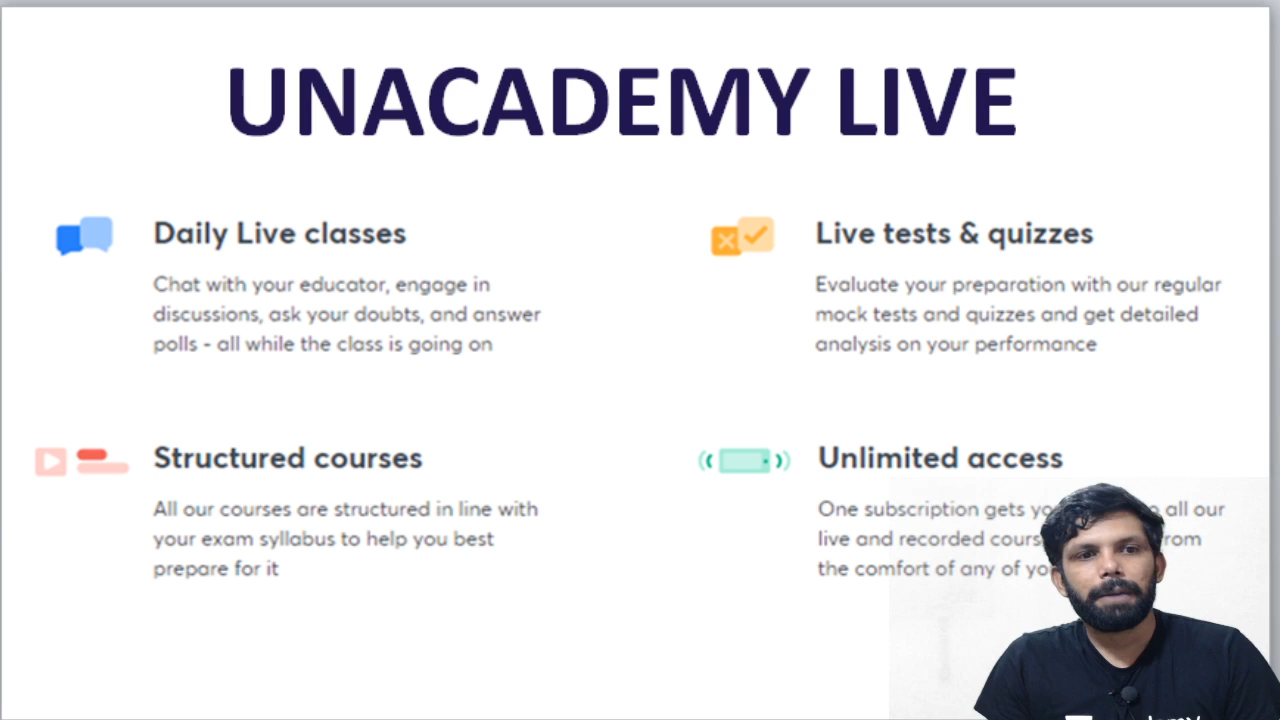 UNACADEMY LIVE
Daily Live classes
Chat with your educator, engage in
discussions, ask your doubts, and answer
polls - all while the class is going on
Live tests & quizzes
Evaluate your preparation with our regular
mock tests and quizzes and get detailed
analysis on your performance
Structured courses
All our courses are structured in line with
your exam syllabus to help you best
prepare for it
Unlimited access
One subscription gets all our
live and recorded
the comfort of any of